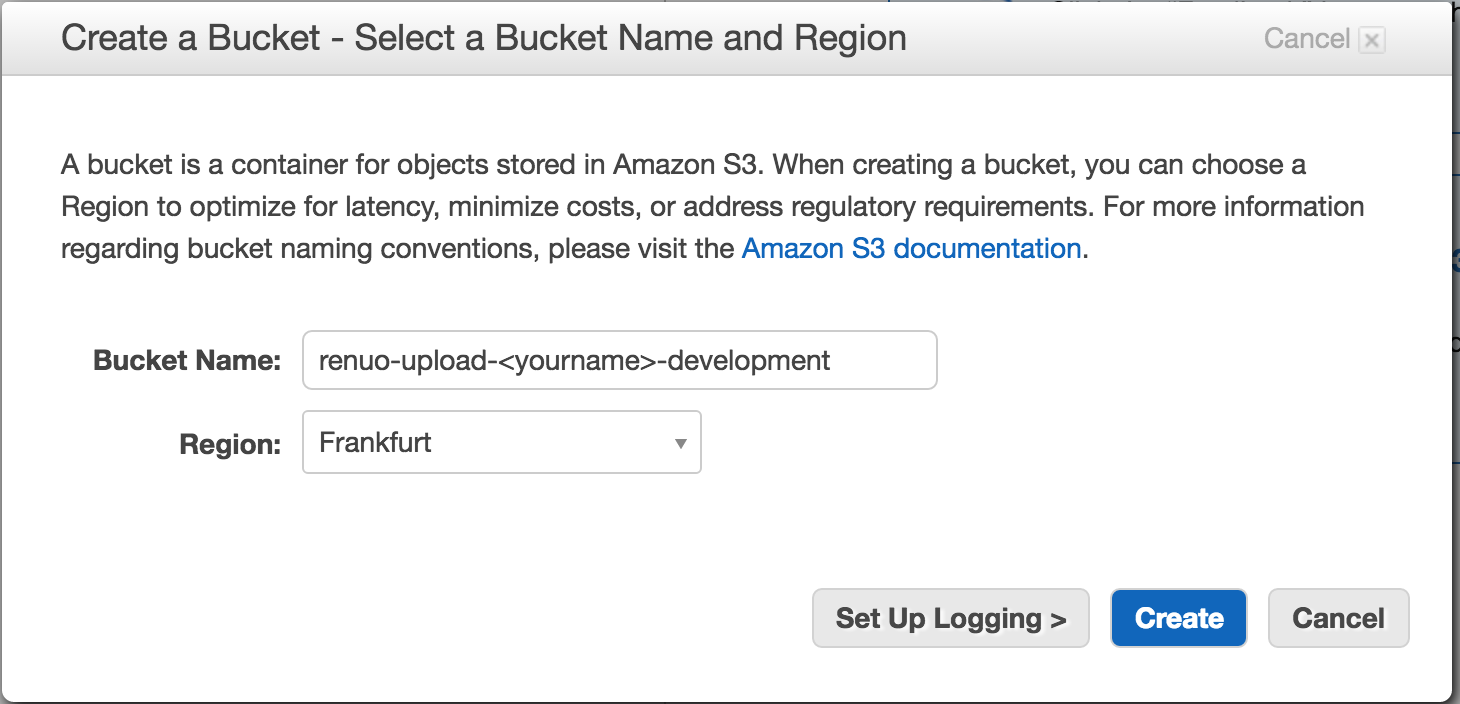 Create a Bucket - Select a Bucket Name and Region
Cancel x
A bucket is a container for objects stored in Amazon S3. When creating a bucket, you can choose a
Region to optimize for latency, minimize costs, or address regulatory requirements. For more information
regarding bucket naming conventions, please visit the Amazon S3 documentation.
Bucket Name: renuo-upload-<yourname>-development
Region: Frankfurt
Set Up Logging > Create Cancel